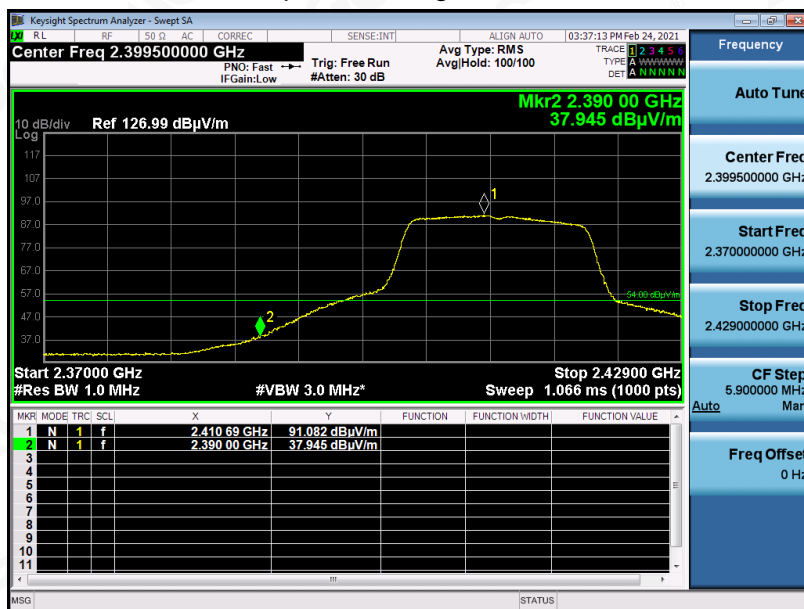 Keysight Spectrum Analyzer - Swept SA
RL RF 50 Ω AC CORREC SENSE:INT ALIGN AUTO 03:37:13 PM Feb 24, 2021
Center Freq 2.399500000 GHz
PNO: Fast
IFGain:Low
Trig: Free Run
#Atten: 30 dB
Avg Type: RMS
Avg|Hold: 100/100
TRACE 1 2 3 4 5 6
TYPE A WWWWW
DET A N N N N N
Mkr2 2.390 00 GHz
37.945 dBµV/m
10 dB/div Ref 126.99 dBµV/m
Log
117
107
97.0
87.0
77.0
67.0
57.0
47.0
37.0
1
2
54.00 dBµV/m
Start 2.37000 GHz Stop 2.42900 GHz
#Res BW 1.0 MHz #VBW 3.0 MHz* Sweep 1.066 ms (1000 pts)
MKR MODE TRC SCL X Y FUNCTION FUNCTION WIDTH FUNCTION VALUE
1 N 1 f 2.410 69 GHz 91.082 dBµV/m
2 N 1 f 2.390 00 GHz 37.945 dBµV/m
3
4
5
6
7
8
9
10
11
MSG STATUS
Frequency
Auto Tune
Center Freq
2.399500000 GHz
Start Freq
2.370000000 GHz
Stop Freq
2.429000000 GHz
CF Step
5.900000 MHz
Auto Man
Freq Offset
0 Hz